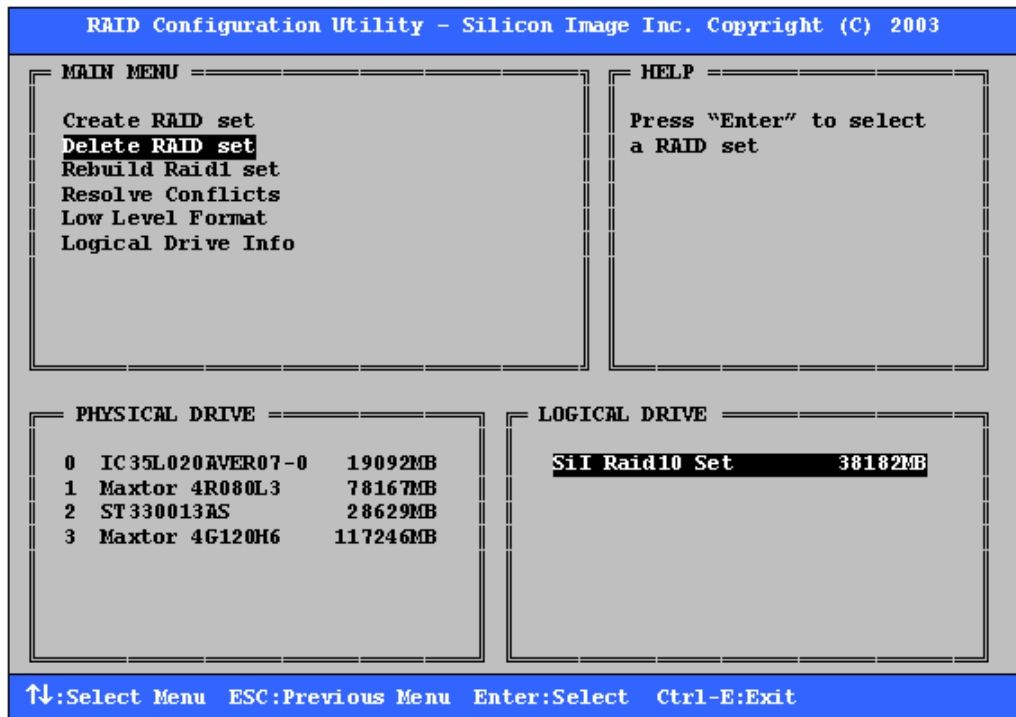 RAID Configuration Utility - Silicon Image Inc. Copyright (C) 2003
MAIN MENU
Create RAID set
Delete RAID set
Rebuild Raid1 set
Resolve Conflicts
Low Level Format
Logical Drive Info
HELP
Press “Enter” to select
a RAID set
PHYSICAL DRIVE
0 IC35L020AVER07-0 19092MB
1 Maxtor 4R080L3 78167MB
2 ST330013AS 28629MB
3 Maxtor 4G120H6 117246MB
LOGICAL DRIVE
SiI Raid10 Set 38182MB
↑↓:Select Menu ESC:Previous Menu Enter:Select Ctrl-E:Exit